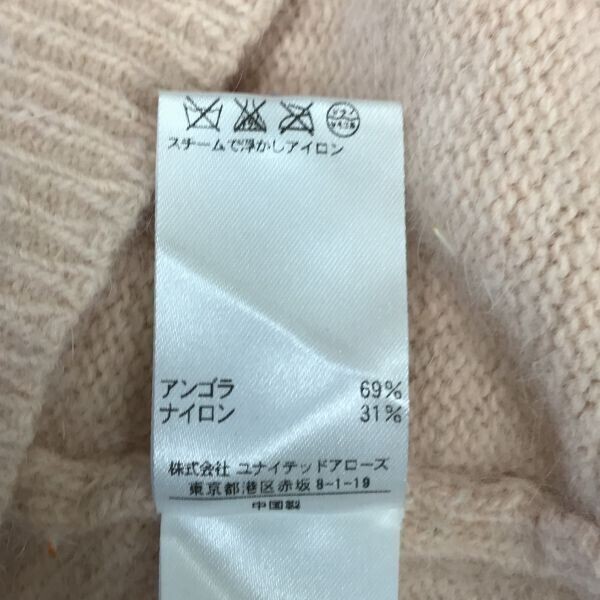 スチームで浮かしアイロン
アンゴラ 69%
ナイロン 31%
株式会社 ユナイテッドアローズ
東京都港区赤坂 8-1-19
中国製